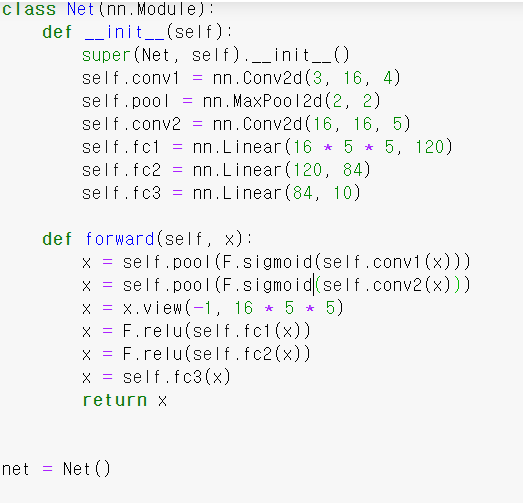 class Net(nn.Module):
    def __init__(self):
        super(Net, self).__init__()
        self.conv1 = nn.Conv2d(3, 16, 4)
        self.pool = nn.MaxPool2d(2, 2)
        self.conv2 = nn.Conv2d(16, 16, 5)
        self.fc1 = nn.Linear(16 * 5 * 5, 120)
        self.fc2 = nn.Linear(120, 84)
        self.fc3 = nn.Linear(84, 10)

    def forward(self, x):
        x = self.pool(F.sigmoid(self.conv1(x)))
        x = self.pool(F.sigmoid(self.conv2(x)))
        x = x.view(-1, 16 * 5 * 5)
        x = F.relu(self.fc1(x))
        x = F.relu(self.fc2(x))
        x = self.fc3(x)
        return x

net = Net()